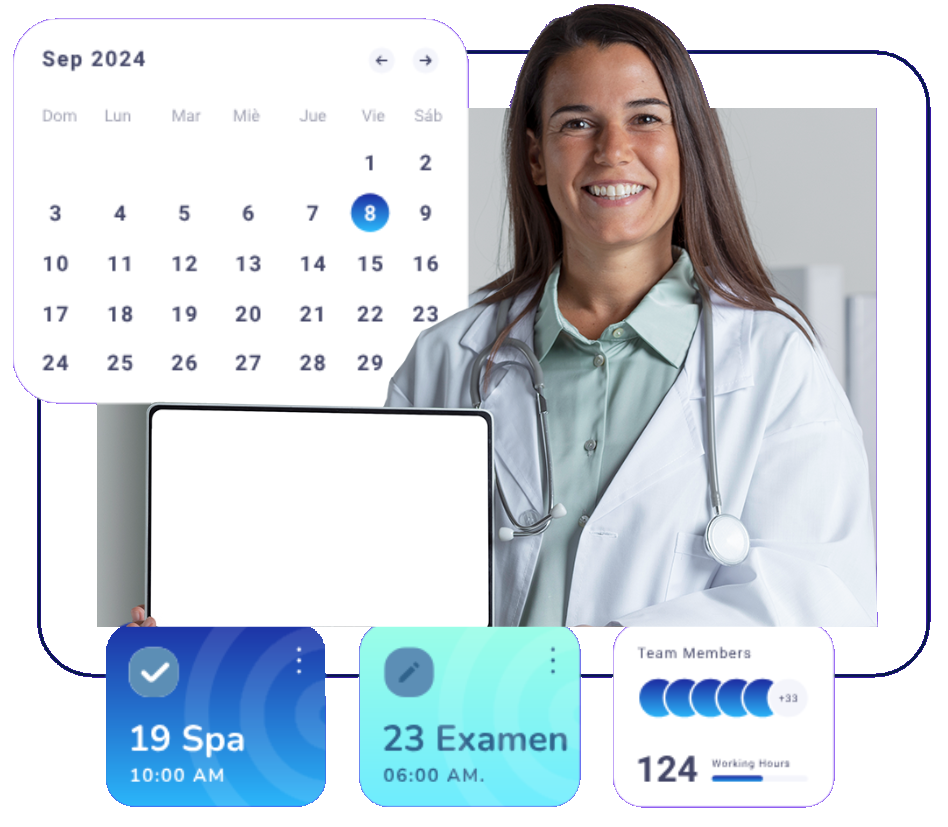 Sep 2024
Dom Lun Mar Miè Jue Vie Sáb
1 2
3 4 5 6 7 8 9
10 11 12 13 14 15 16
17 18 19 20 21 22 23
24 25 26 27 28 29
19 Spa
10:00 AM
23 Examen
06:00 AM.
Team Members
+33
124 Working Hours